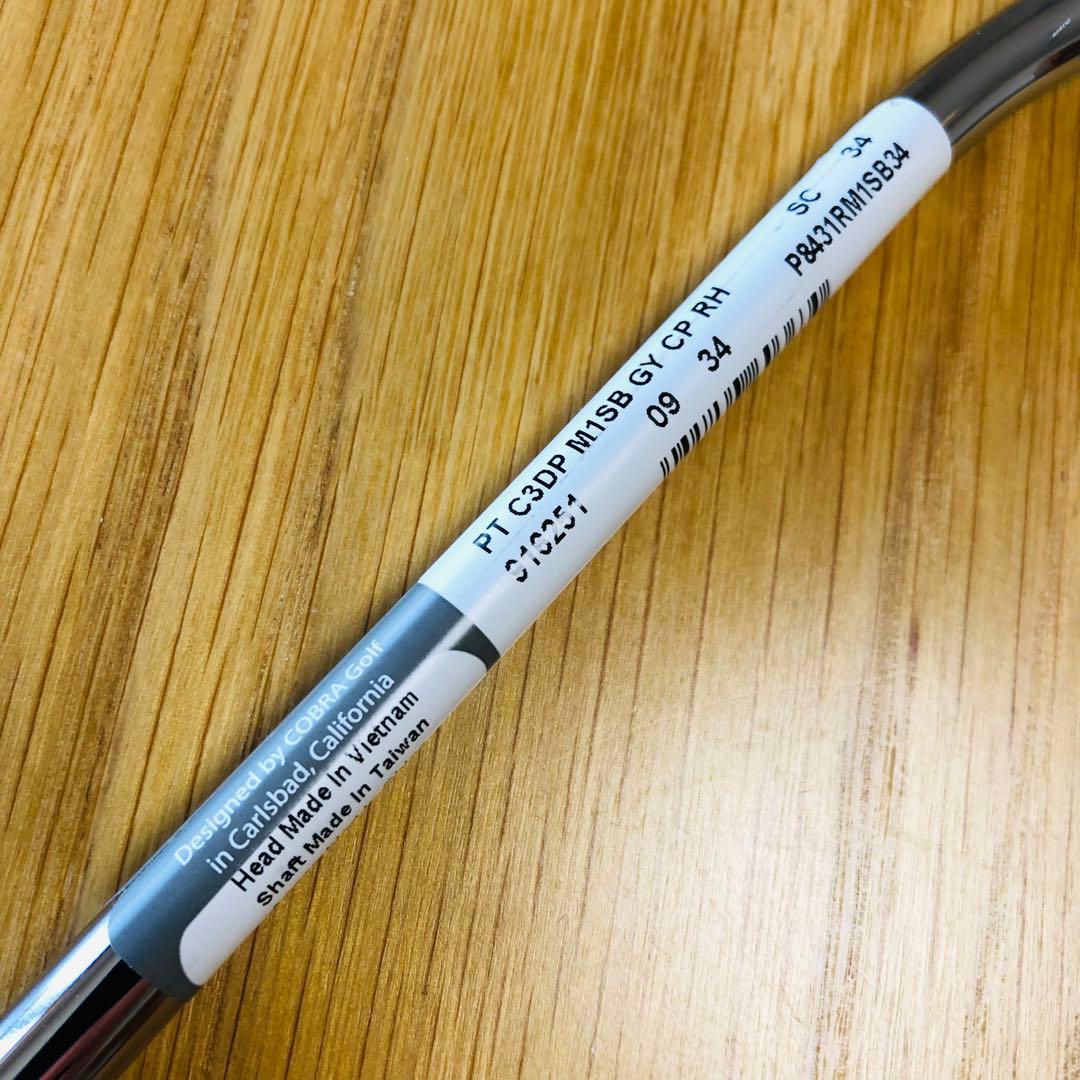 SC 34
P8431RM1SB34
PT C3DP M1SB GY CP RH
09 34
Designed by COBRA Golf
in Carlsbad, California
Head Made In Vietnam
Shaft Made In Taiwan